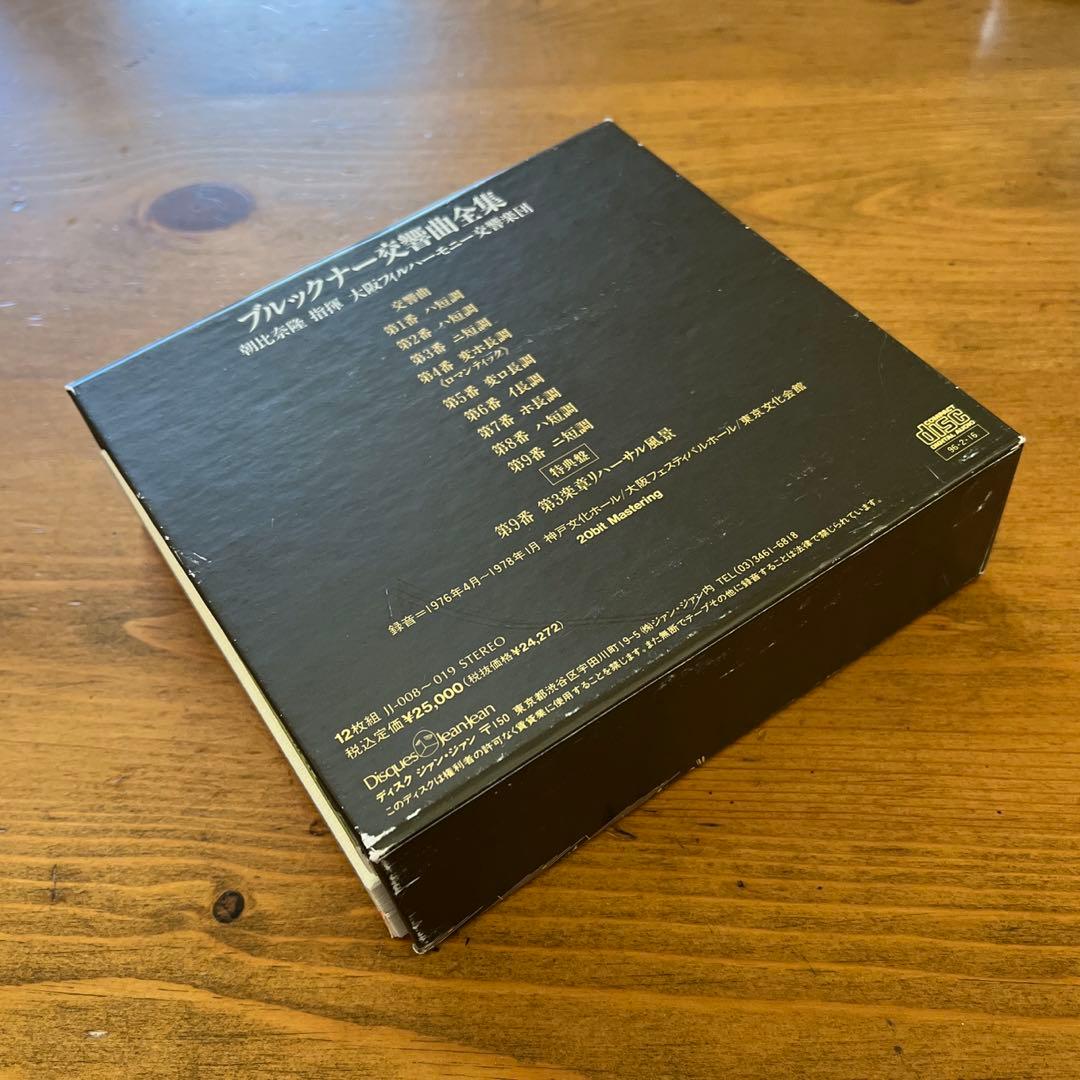 ブルックナー交響曲全集
朝比奈隆 指揮 大阪フィルハーモニー交響楽団
交響曲
第1番 ハ短調
第2番 ハ短調
第3番 ニ短調
第4番 変ホ長調
(ロマンティック)
第5番 変ロ長調
第6番 イ長調
第7番 ホ長調
第8番 ハ短調
第9番 ニ短調
特典盤
第9番 第3楽章リハーサル風景
録音=1976年4月〜1978年1月 神戸文化ホール/大阪フェスティバルホール/東京文化会館
20bit Mastering
COMPACT
disc
DIGITAL AUDIO
96・2・16
12枚組 JJ-008〜019 STEREO
税込定価¥25,000(税抜価格¥24,272)
Disques JeanJean
ディスク ジァン・ジァン 〒150 東京都渋谷区宇田川町19-5 (株)ジァン・ジァン内 TEL(03)3461-6818
このディスクは権利者の許可なく賃貸業に使用することを禁じます。また無断でテープその他に録音することは法律で禁じられています。